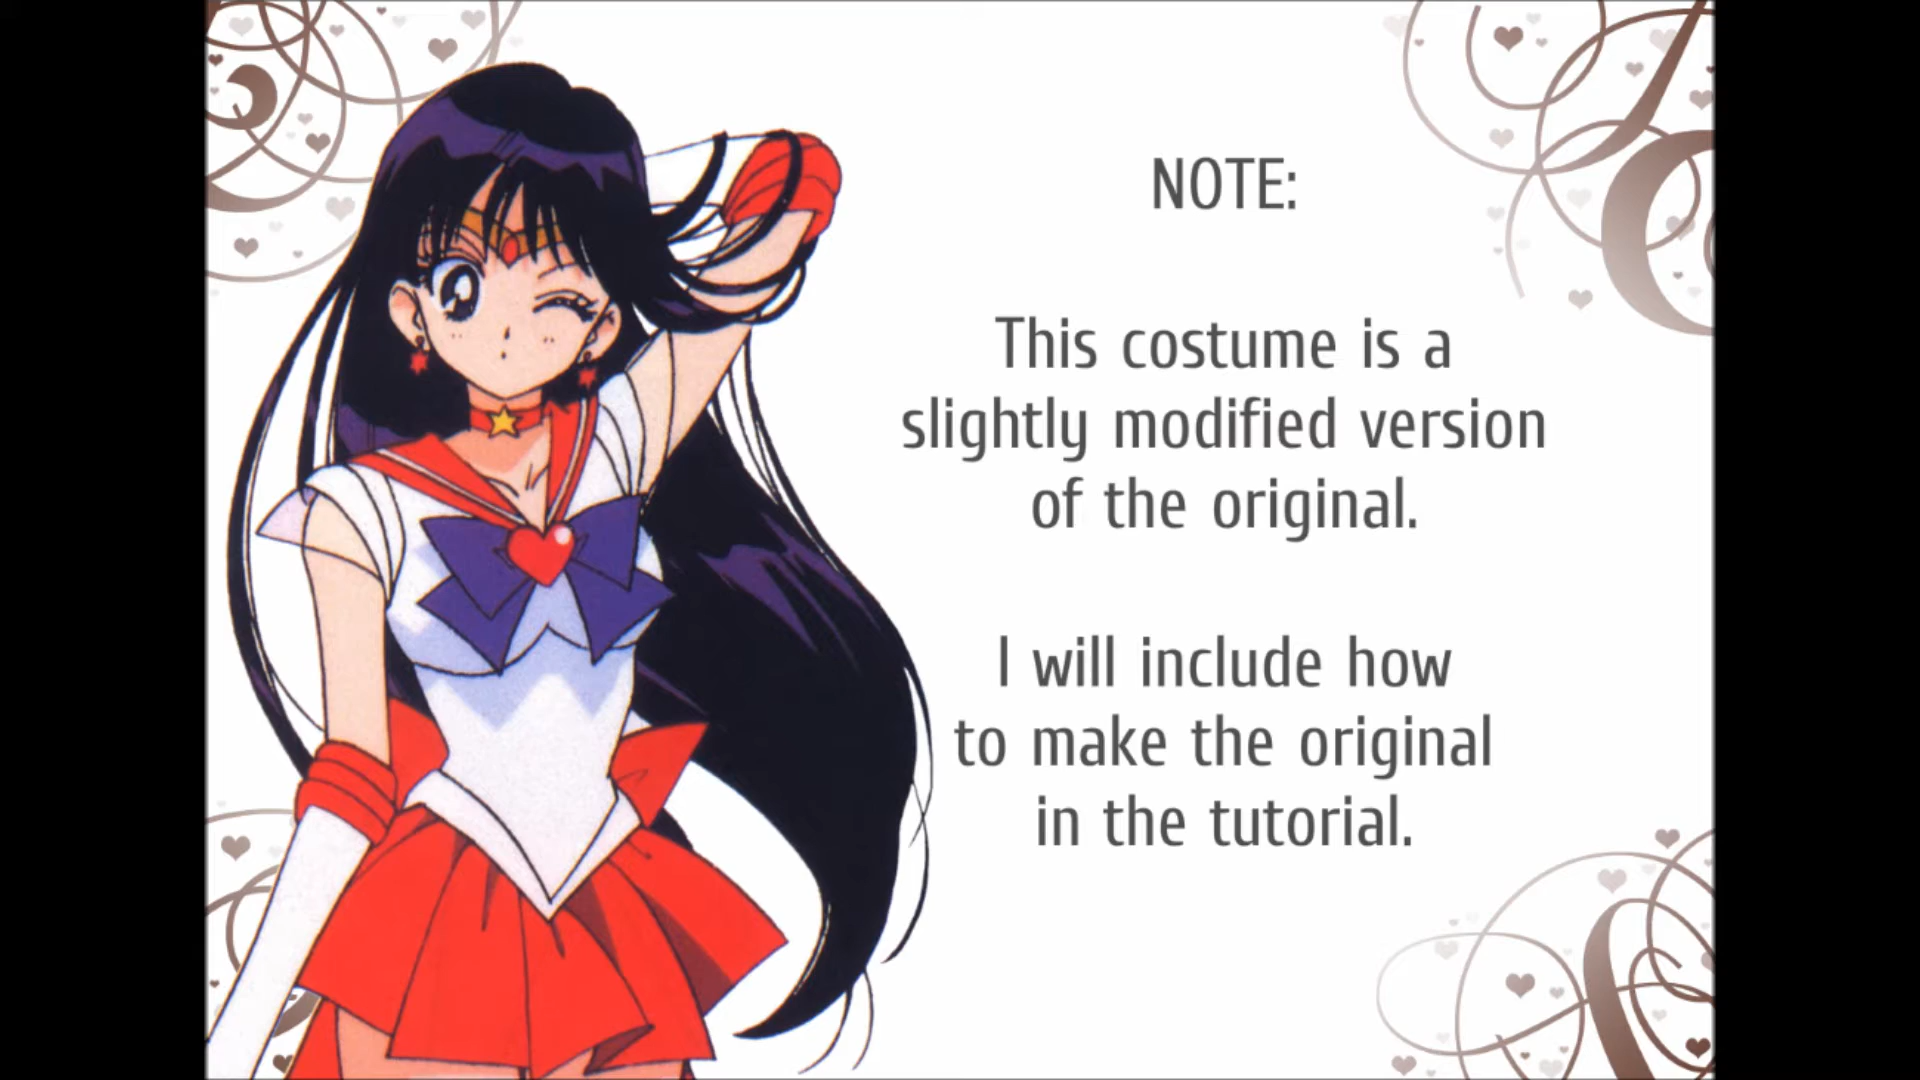 NOTE:
This costume is a
slightly modified version
of the original.
I will include how
to make the original
in the tutorial.